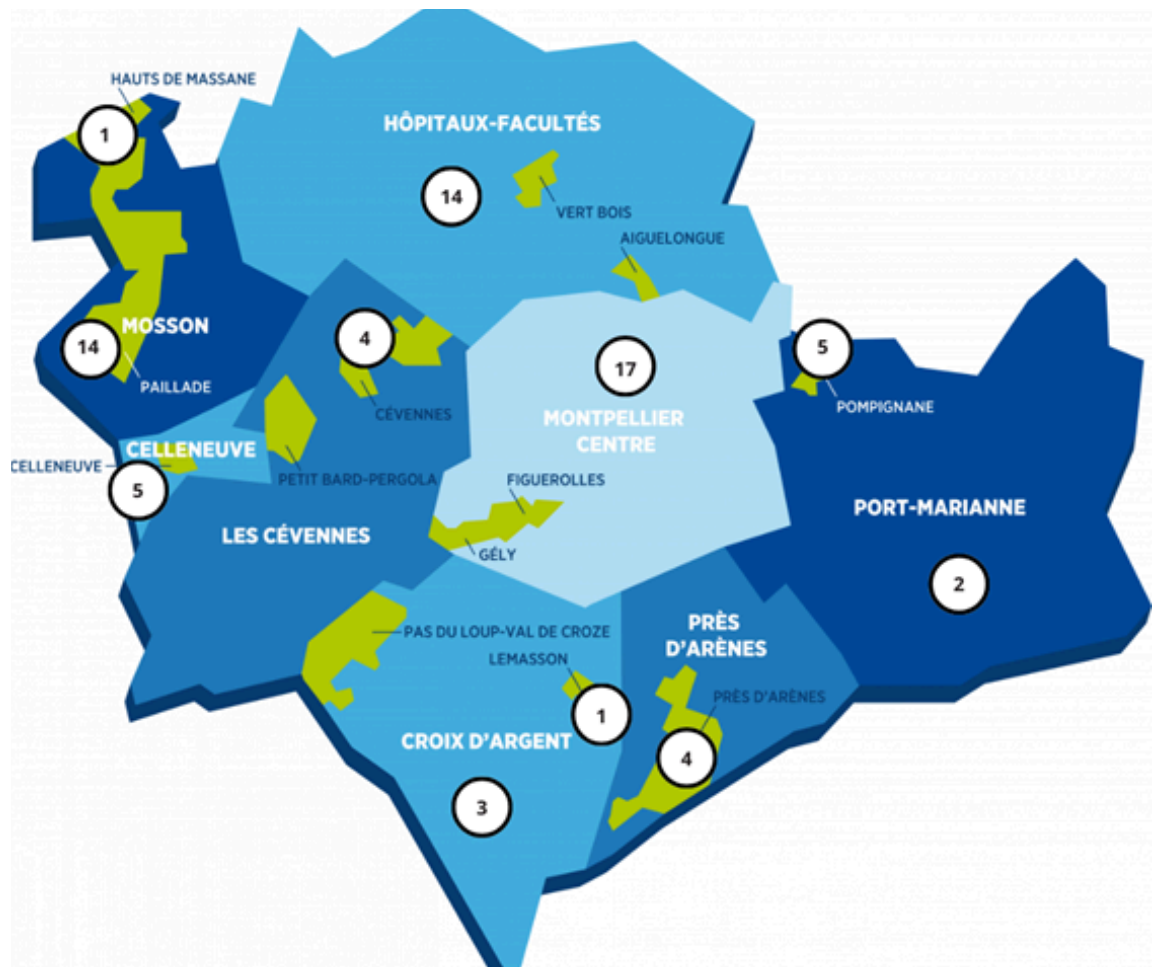 HAUTS DE MASSANE
1
HÔPITAUX-FACULTÉS
14
VERT BOIS
AIGUELONGUE
MOSSON
14
PAILLADE
4
CÉVENNES
17
MONTPELLIER
CENTRE
5
POMPIGNANE
CELLENEUVE
CELLENEUVE
5
PETIT BARD-PERGOLA
FIGUEROLLES
GÉLY
LES CÉVENNES
PORT-MARIANNE
2
PAS DU LOUP-VAL DE CROZE
LEMASSON
1
PRÈS
D'ARÈNES
PRÈS D'ARÈNES
4
CROIX D'ARGENT
3